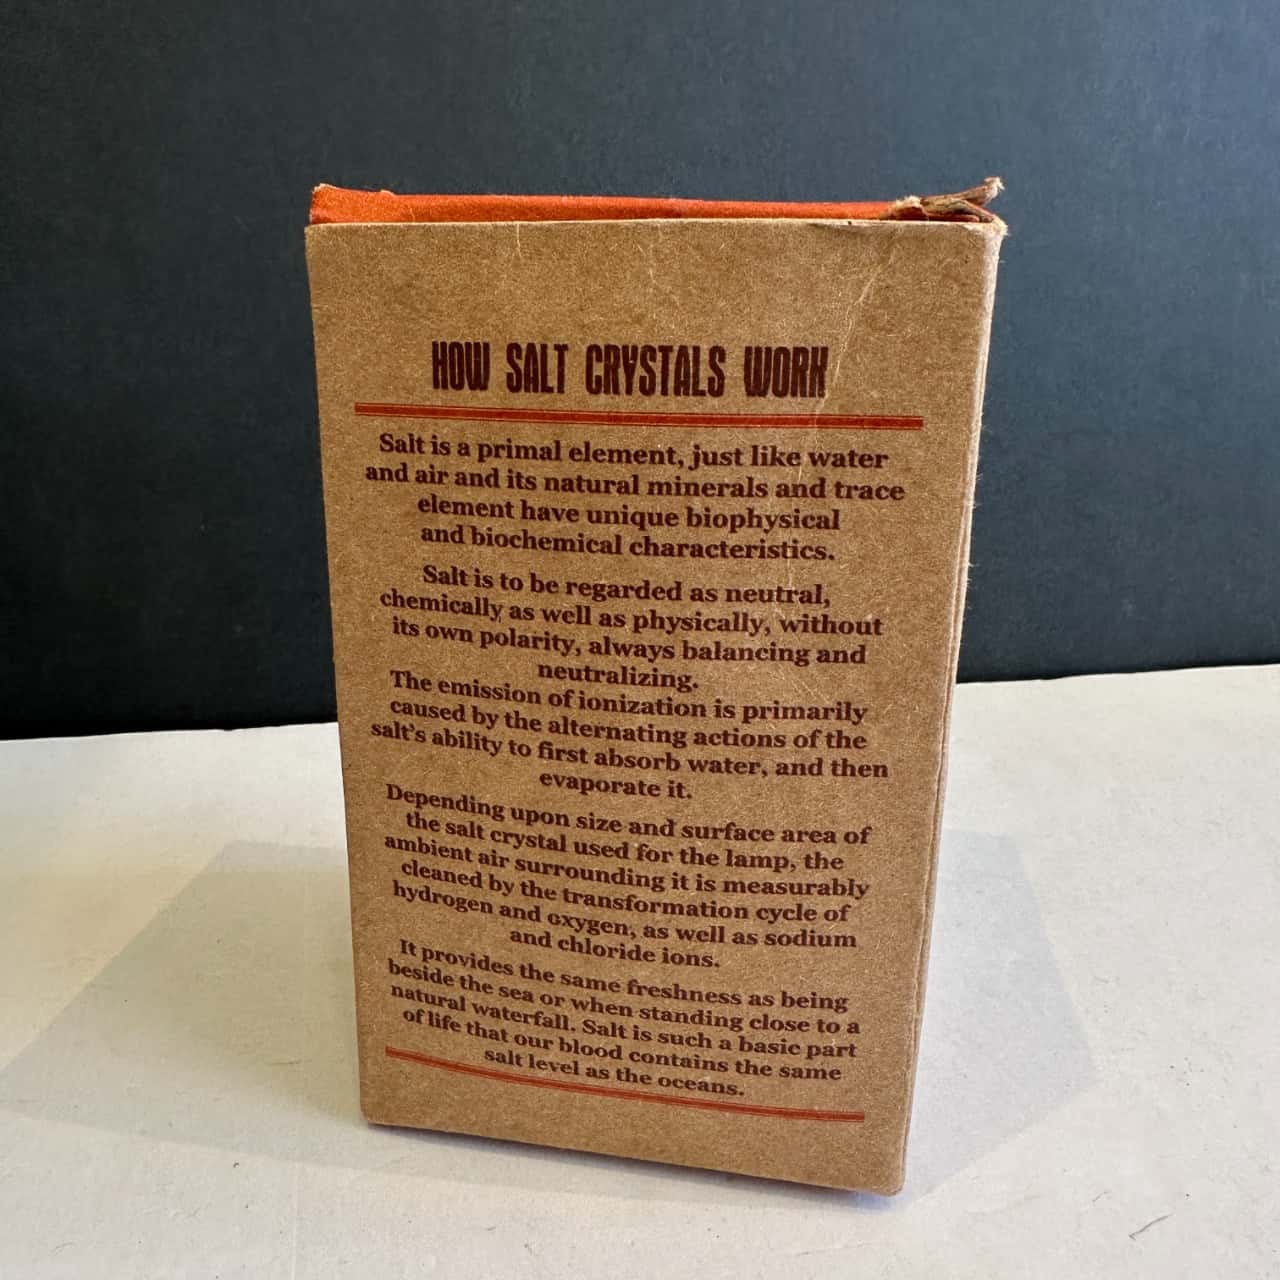 HOW SALT CRYSTALS WORK
Salt is a primal element, just like water
and air and its natural minerals and trace
element have unique biophysical
and biochemical characteristics.
Salt is to be regarded as neutral,
chemically as well as physically, without
its own polarity, always balancing and
neutralizing.
The emission of ionization is primarily
caused by the alternating actions of the
salt's ability to first absorb water, and then
evaporate it.
Depending upon size and surface area of
the salt crystal used for the lamp, the
ambient air surrounding it is measurably
cleaned by the transformation cycle of
hydrogen and oxygen, as well as sodium
and chloride ions.
It provides the same freshness as being
beside the sea or when standing close to a
natural waterfall. Salt is such a basic part
of life that our blood contains the same
salt level as the oceans.